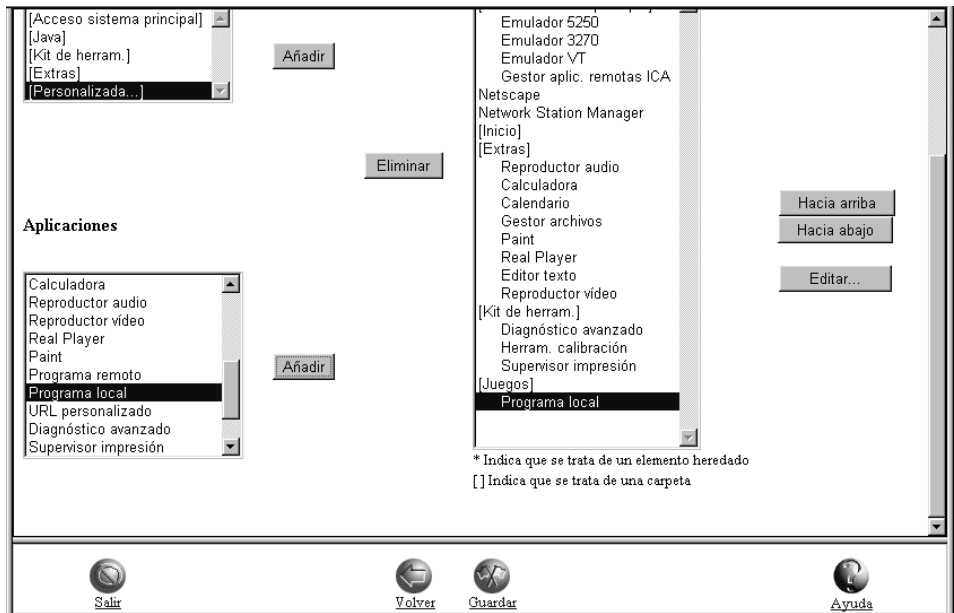 [Acceso sistema principal]
[Java]
[Kit de herram.]
[Extras]
[Personalizada...]
Añadir
Emulador 5250
Emulador 3270
Emulador VT
Gestor aplic. remotas ICA
Netscape
Network Station Manager
[Inicio]
[Extras]
Reproductor audio
Calculadora
Calendario
Gestor archivos
Paint
Real Player
Editor texto
Reproductor vídeo
[Kit de herram.]
Diagnóstico avanzado
Herram. calibración
Supervisor impresión
[Juegos]
Programa local
Eliminar
Hacia arriba
Hacia abajo
Editar...
Aplicaciones
Calculadora
Reproductor audio
Reproductor vídeo
Real Player
Paint
Programa remoto
Programa local
URL personalizado
Diagnóstico avanzado
Supervisor impresión
Añadir
* Indica que se trata de un elemento heredado
[ ] Indica que se trata de una carpeta
Salir
Volver
Guardar
Ayuda